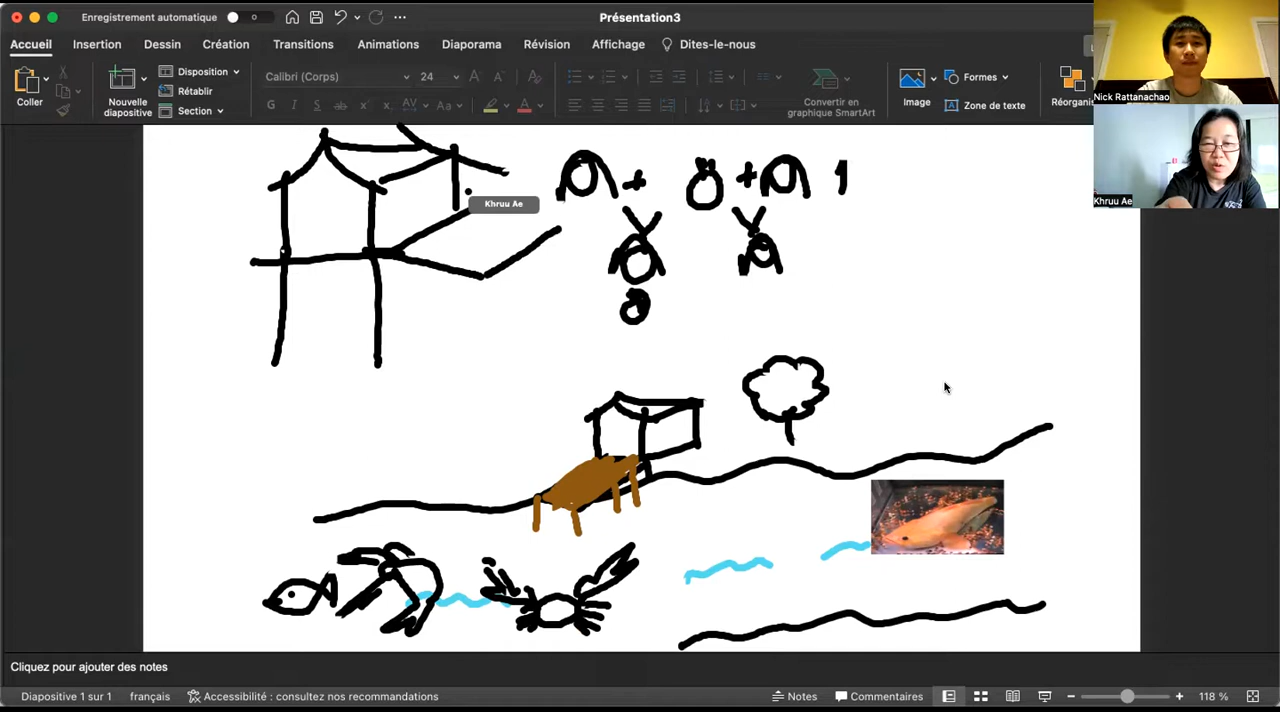 Enregistrement automatique
Présentation3
Accueil Insertion Dessin Création Transitions Animations Diaporama Révision Affichage Dites-le-nous
Coller
Nouvelle diapositive
Disposition
Rétablir
Section
Calibri (Corps) 24
G I S ab
Convertir en graphique SmartArt
Image
Formes
Zone de texte
Réorganis
Nick Rattanachao
Khruu Ae
Khruu Ae
Cliquez pour ajouter des notes
Diapositive 1 sur 1 français Accessibilité : consultez nos recommandations Notes Commentaires 118 %